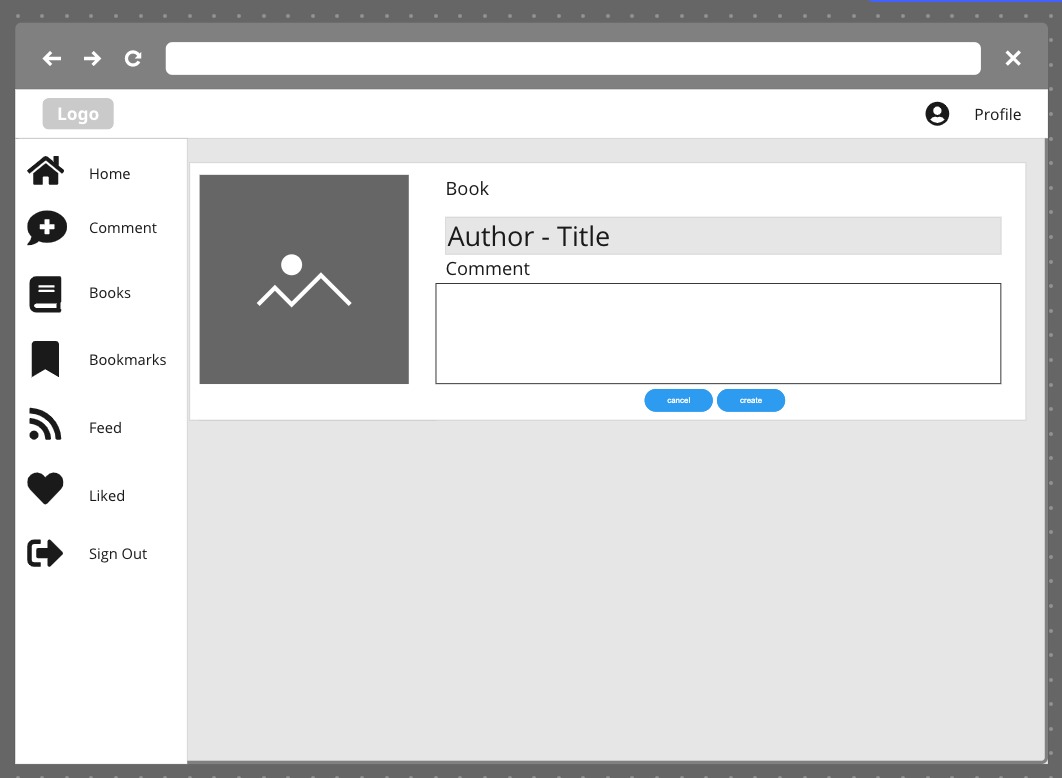 Logo
Profile
Home
Comment
Books
Bookmarks
Feed
Liked
Sign Out
Book
Author - Title
Comment
cancel
create